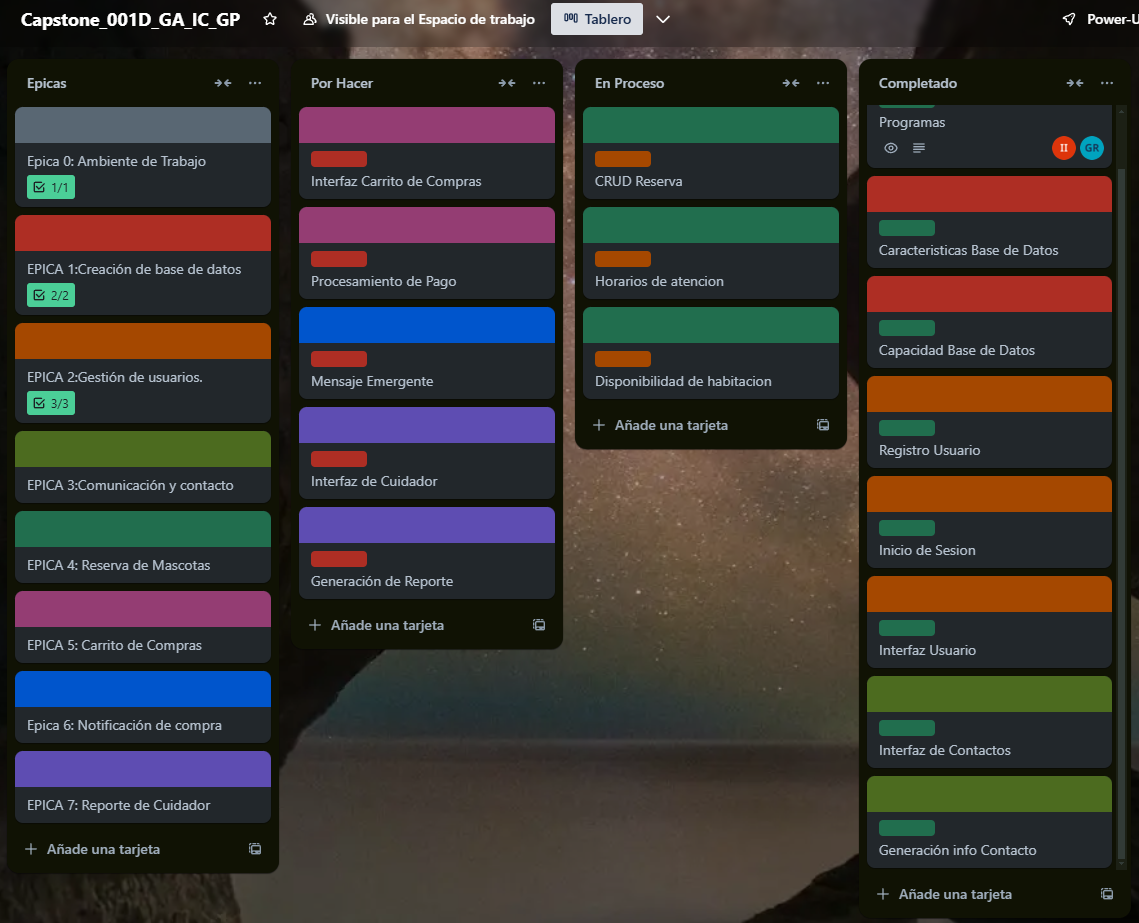 Capstone_001D_GA_IC_GP
Visible para el Espacio de trabajo
Tablero
Power-U
Epicas
Epica 0: Ambiente de Trabajo
1/1
EPICA 1:Creación de base de datos
2/2
EPICA 2:Gestión de usuarios.
3/3
EPICA 3:Comunicación y contacto
EPICA 4: Reserva de Mascotas
EPICA 5: Carrito de Compras
Epica 6: Notificación de compra
EPICA 7: Reporte de Cuidador
Añade una tarjeta
Por Hacer
Interfaz Carrito de Compras
Procesamiento de Pago
Mensaje Emergente
Interfaz de Cuidador
Generación de Reporte
Añade una tarjeta
En Proceso
CRUD Reserva
Horarios de atencion
Disponibilidad de habitacion
Añade una tarjeta
Completado
Programas
II GR
Caracteristicas Base de Datos
Capacidad Base de Datos
Registro Usuario
Inicio de Sesion
Interfaz Usuario
Interfaz de Contactos
Generación info Contacto
Añade una tarjeta